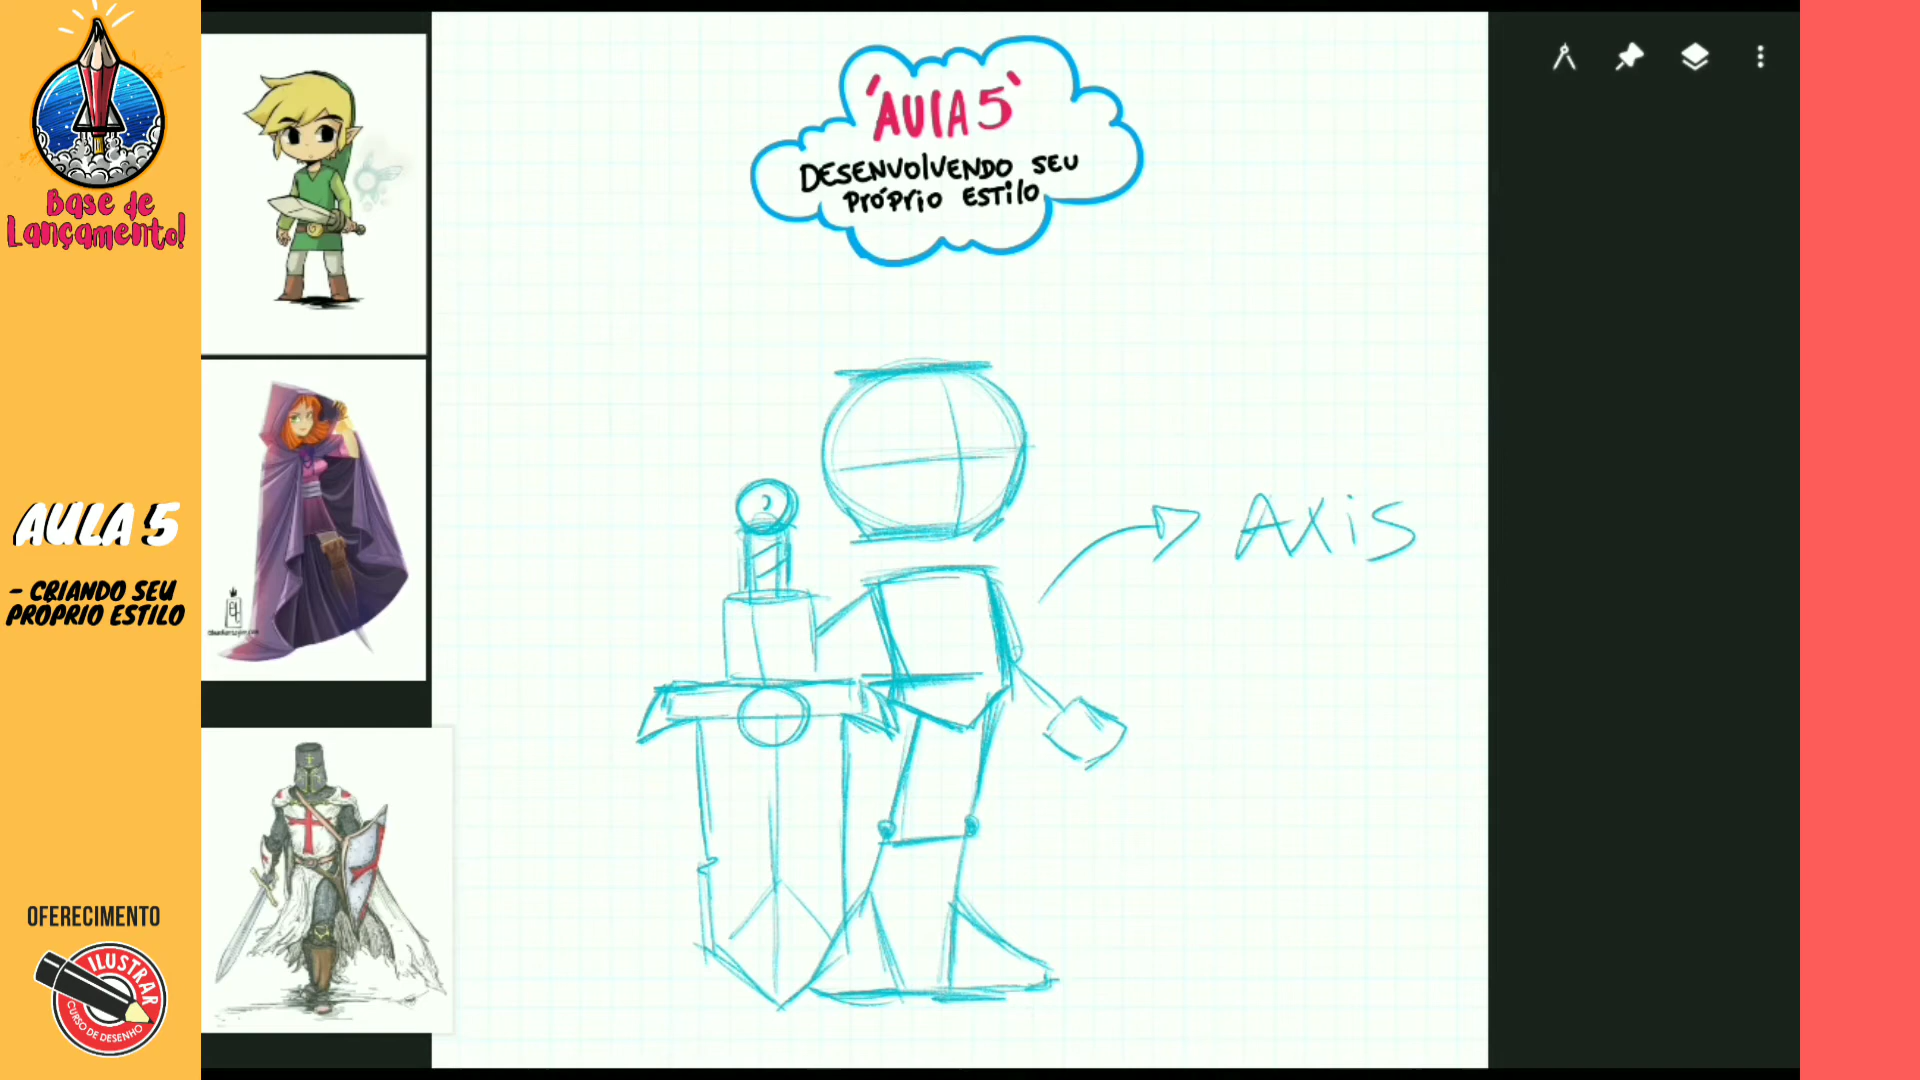 Base de
Lançamento!
AULA 5
- CRIANDO SEU
PRÓPRIO ESTILO
OFERECIMENTO
ILUSTRAR
CURSO DE DESENHO
'AULA 5'
DESENVOLVENDO SEU
PRÓPRIO ESTILO
AXIS